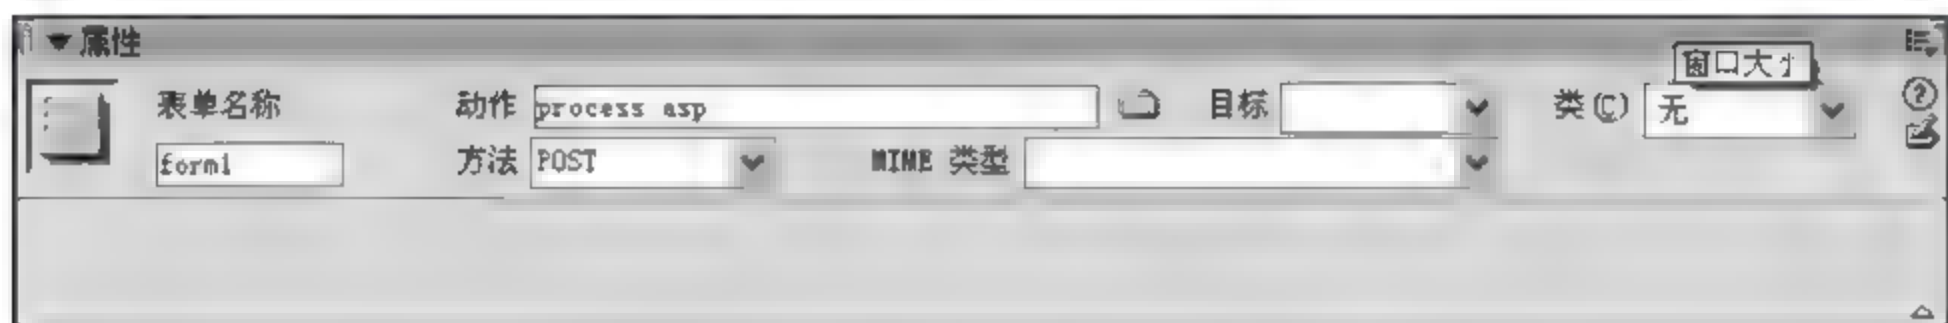 属性
窗口大小
表单名称 动作 process asp 目标 类(C) 无
form1 方法 POST MIME 类型